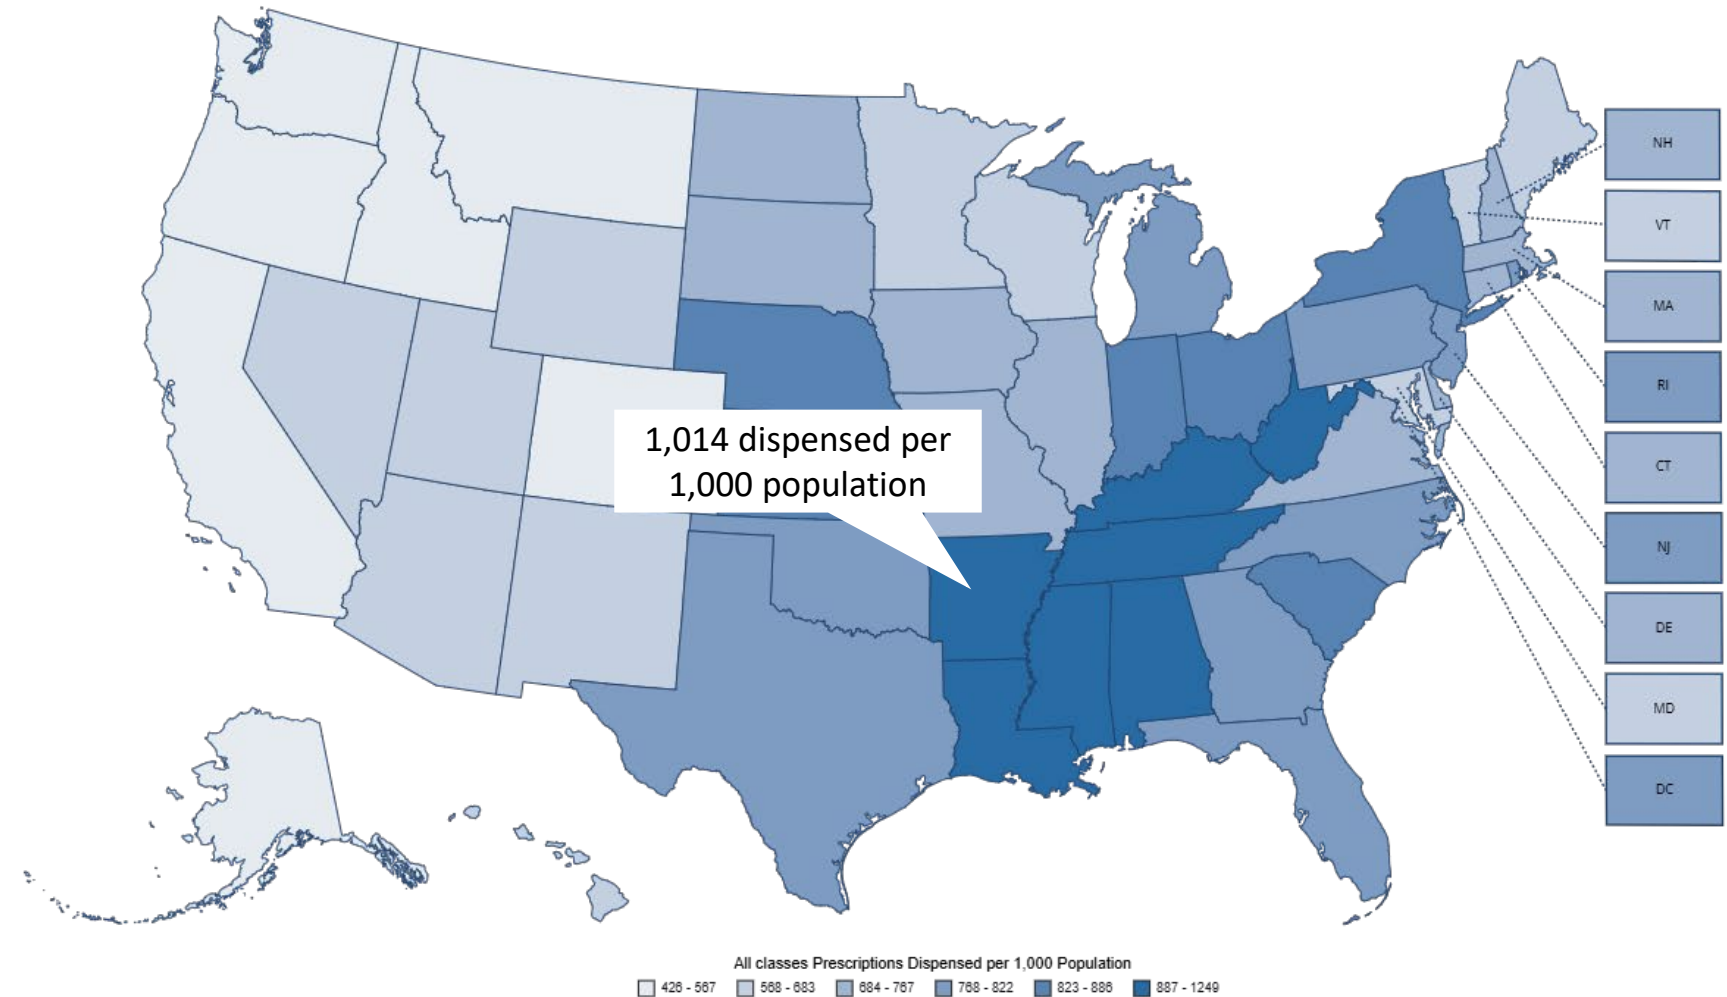 1,014 dispensed per
1,000 population
NH
VT
MA
RI
CT
NJ
DE
MD
DC
All classes Prescriptions Dispensed per 1,000 Population
426 - 567 568 - 683 684 - 767 768 - 822 823 - 886 887 - 1249